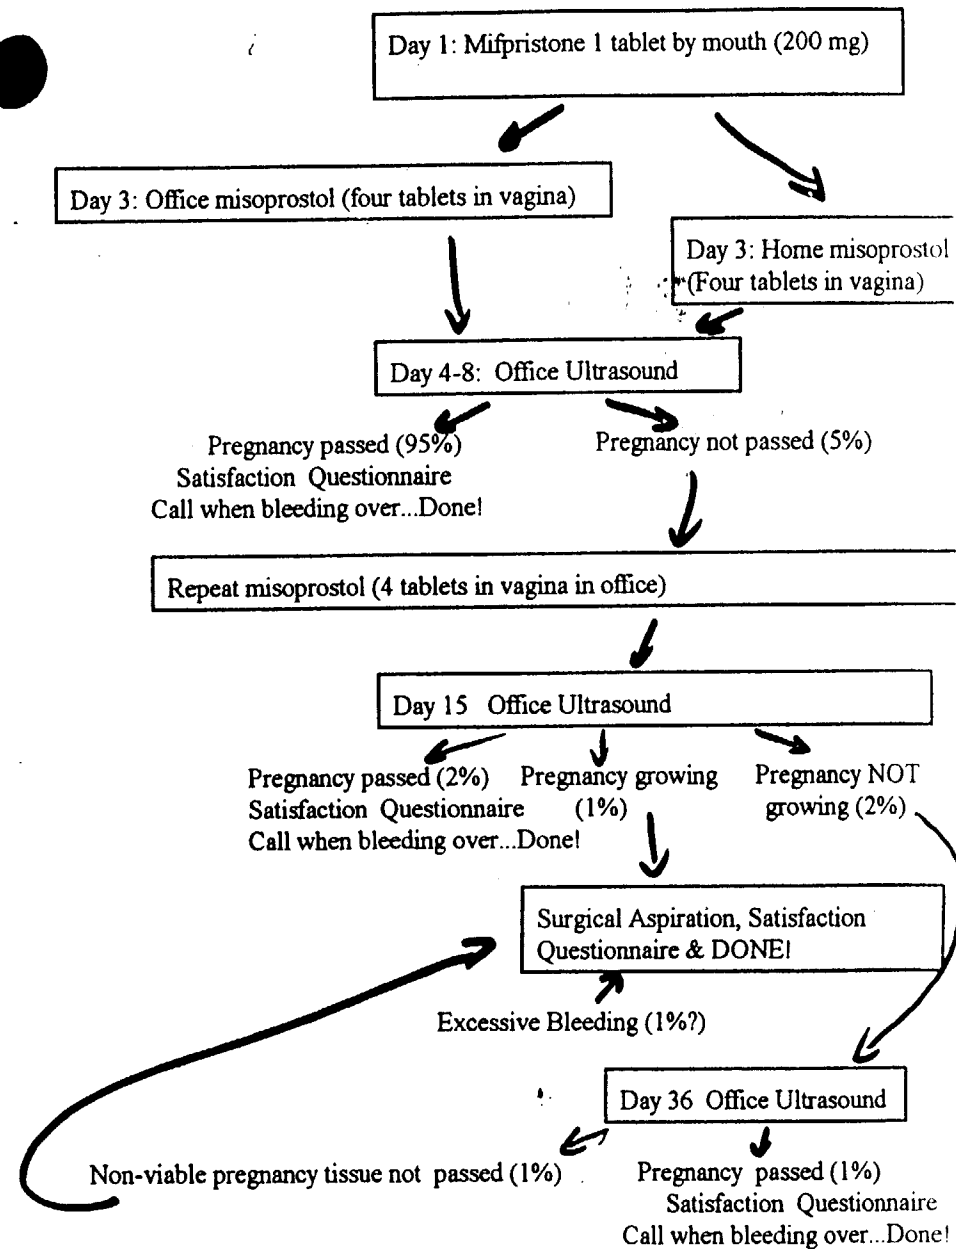 Day 1: Mifpristone 1 tablet by mouth (200 mg)
Day 3: Office misoprostol (four tablets in vagina)
Day 3: Home misoprostol
(Four tablets in vagina)
Day 4-8: Office Ultrasound
Pregnancy passed (95%)
Satisfaction Questionnaire
Call when bleeding over...Done!
Pregnancy not passed (5%)
Repeat misoprostol (4 tablets in vagina in office)
Day 15 Office Ultrasound
Pregnancy passed (2%)
Satisfaction Questionnaire
Call when bleeding over...Done!
Pregnancy growing
(1%)
Pregnancy NOT
growing (2%)
Surgical Aspiration, Satisfaction
Questionnaire & DONE!
Excessive Bleeding (1%?)
Day 36 Office Ultrasound
Non-viable pregnancy tissue not passed (1%)
Pregnancy passed (1%)
Satisfaction Questionnaire
Call when bleeding over...Done!